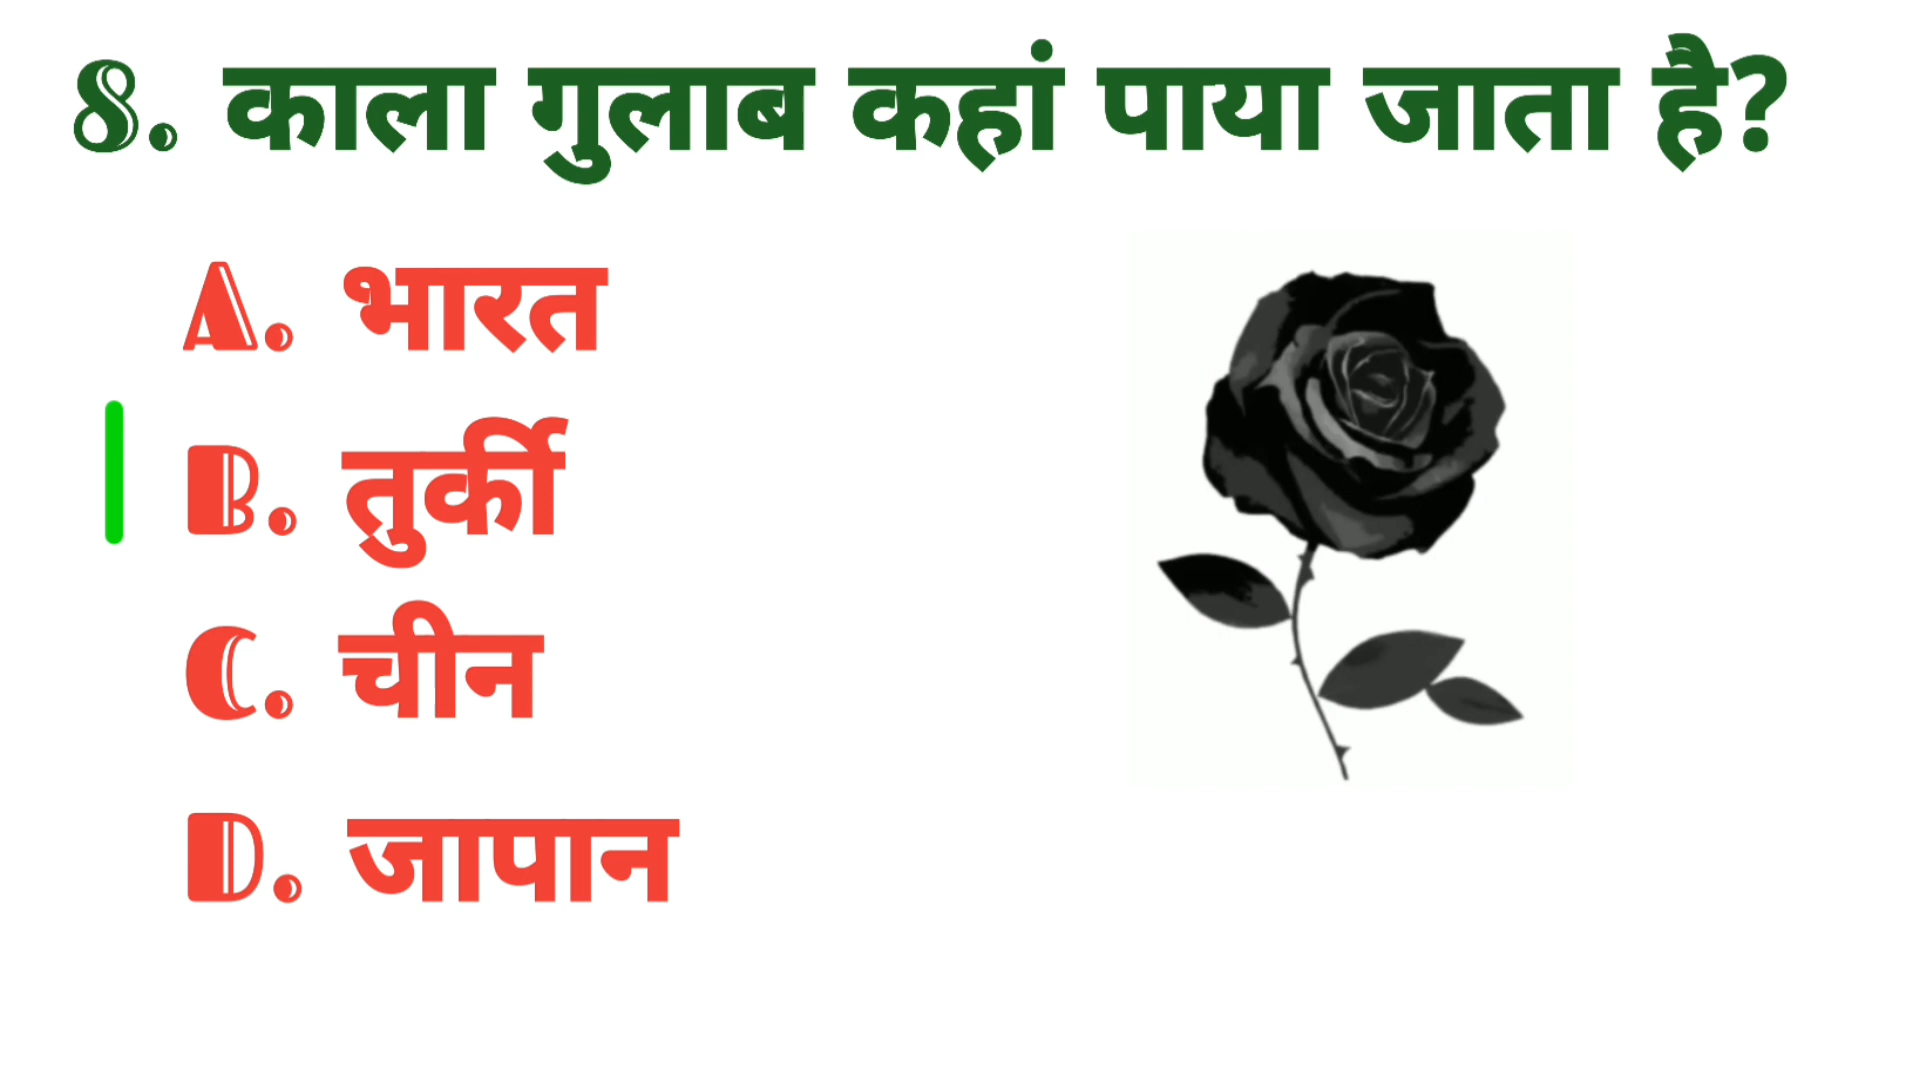 8. काला गुलाब कहां पाया जाता है?
A. भारत
B. तुर्की
C. चीन
D. जापान